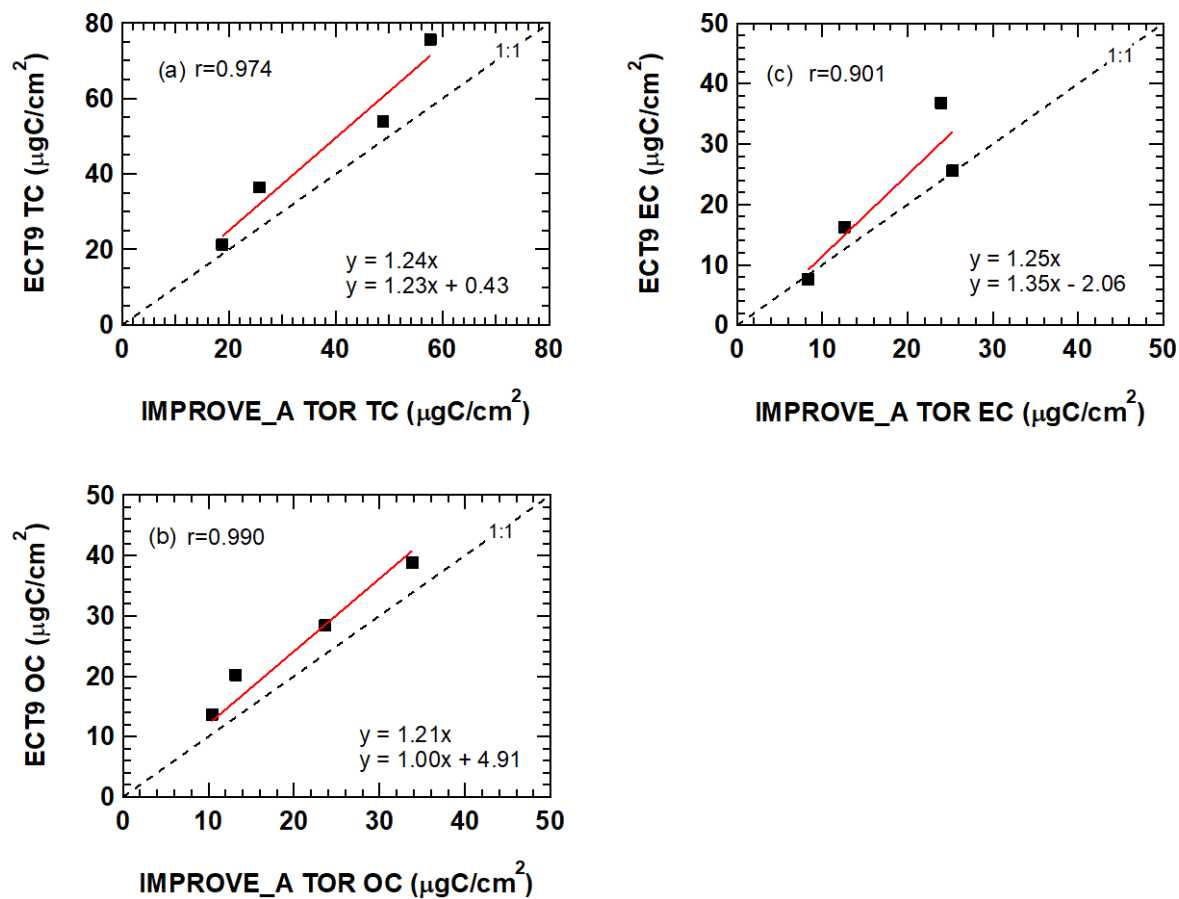 ECT9 TC (μgC/cm²)
80
60
40
20
0
(a) r=0.974
1:1
y = 1.24x
y = 1.23x + 0.43
0 20 40 60 80
IMPROVE_A TOR TC (μgC/cm²)
ECT9 EC (μgC/cm²)
50
40
30
20
10
0
(c) r=0.901
1:1
y = 1.25x
y = 1.35x - 2.06
0 10 20 30 40 50
IMPROVE_A TOR EC (μgC/cm²)
ECT9 OC (μgC/cm²)
50
40
30
20
10
0
(b) r=0.990
1:1
y = 1.21x
y = 1.00x + 4.91
0 10 20 30 40 50
IMPROVE_A TOR OC (μgC/cm²)